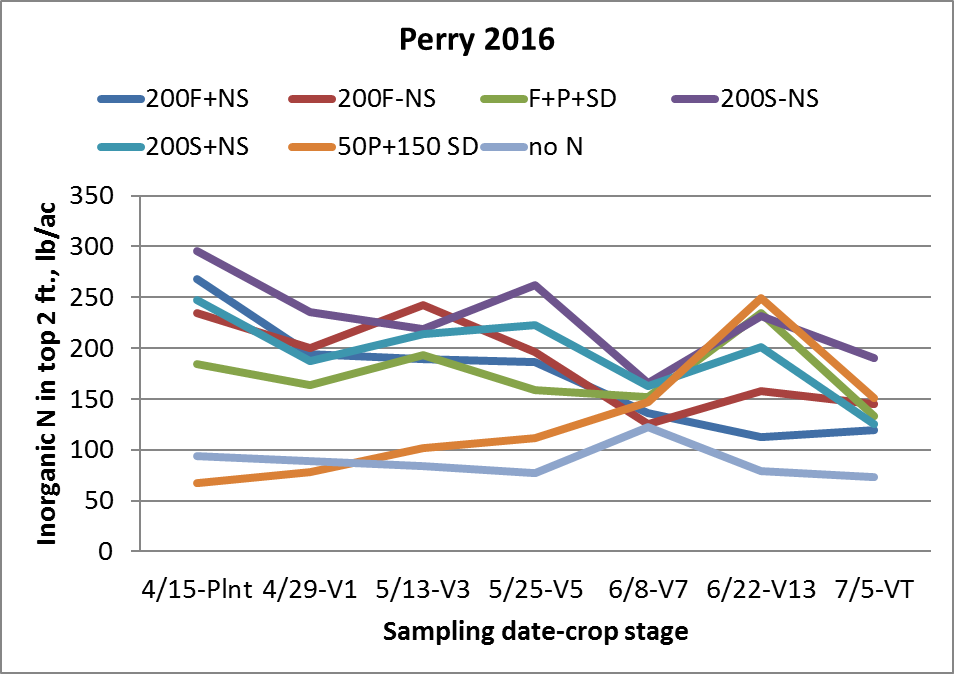 Perry 2016
200F+NS 200F-NS F+P+SD 200S-NS
200S+NS 50P+150 SD no N
Inorganic N in top 2 ft., lb/ac
350
300
250
200
150
100
50
0
4/15-Plnt 4/29-V1 5/13-V3 5/25-V5 6/8-V7 6/22-V13 7/5-VT
Sampling date-crop stage